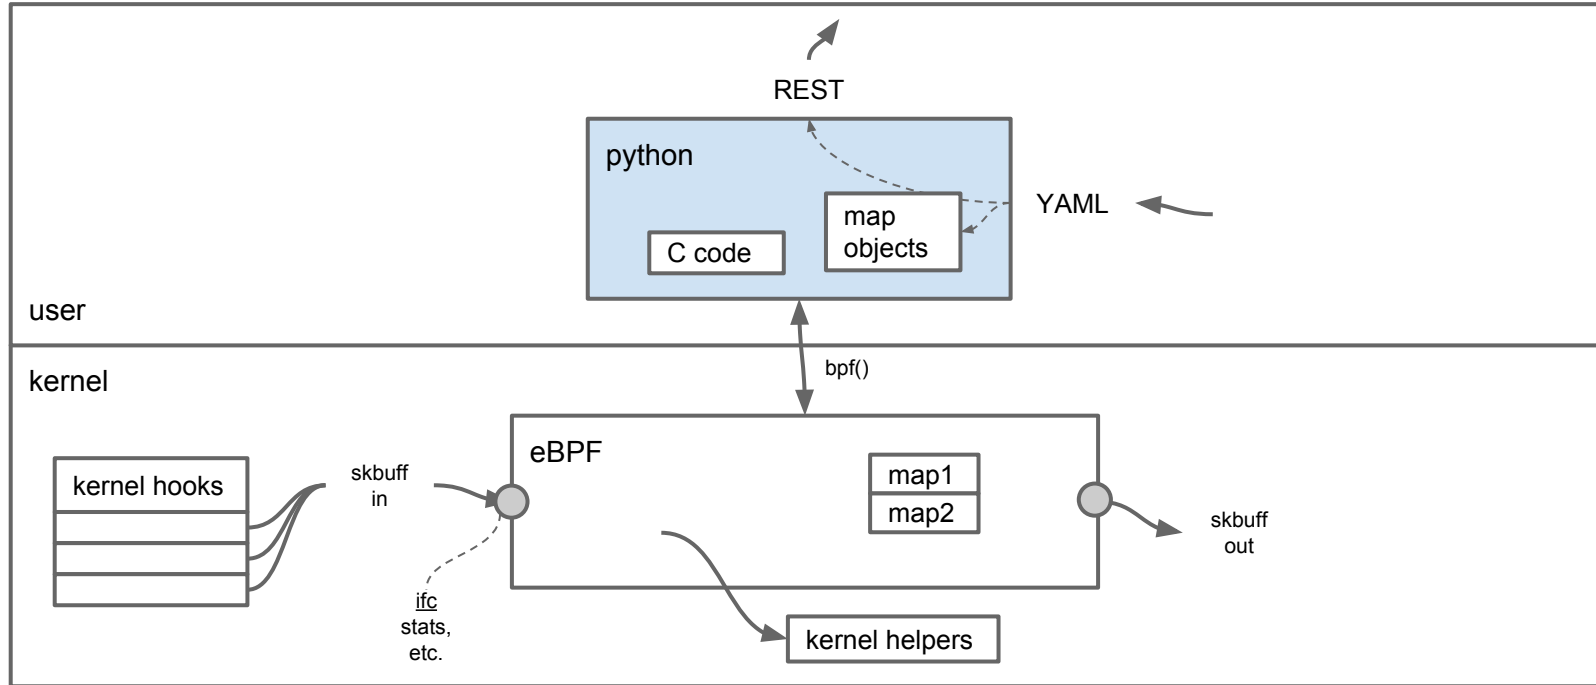 REST
python
map
objects
YAML
C code
user
kernel
bpf()
eBPF
kernel hooks
skbuff
in
map1
map2
skbuff
out
ifc
stats,
etc.
kernel helpers